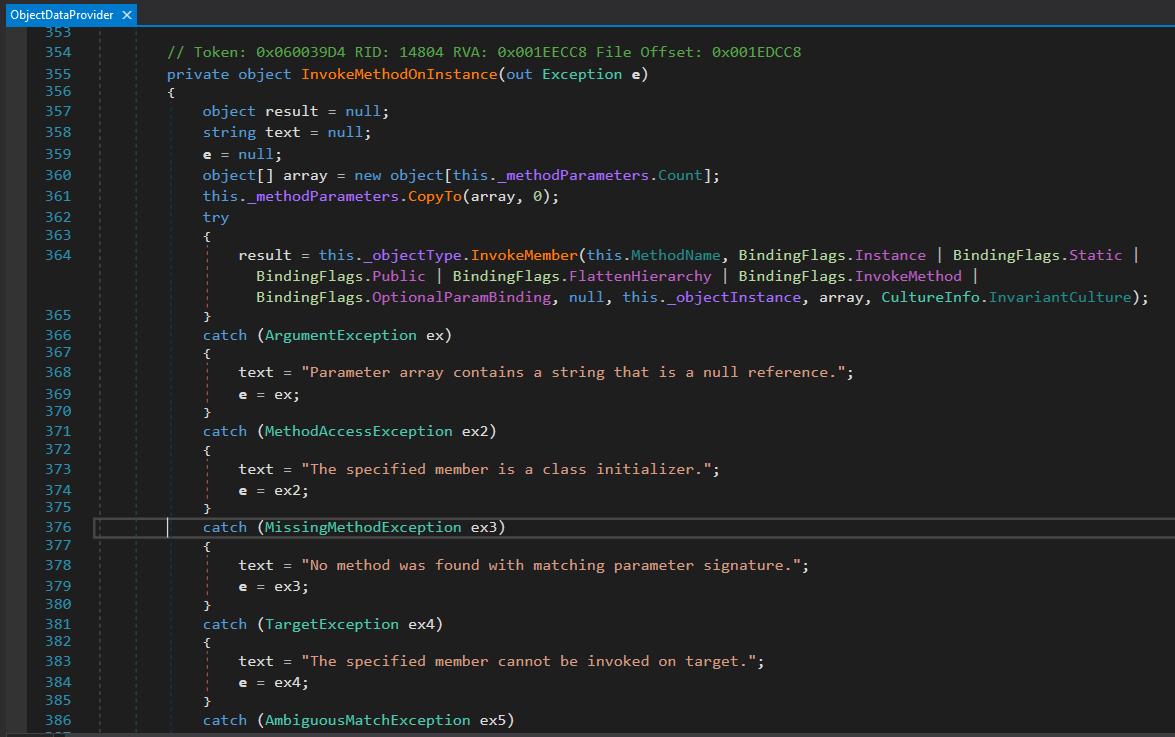 ObjectDataProvider ×
353
354 // Token: 0x060039D4 RID: 14804 RVA: 0x001EECC8 File Offset: 0x001EDCC8
355 private object InvokeMethodOnInstance(out Exception e)
356 {
357 object result = null;
358 string text = null;
359 e = null;
360 object[] array = new object[this._methodParameters.Count];
361 this._methodParameters.CopyTo(array, 0);
362 try
363 {
364 result = this._objectType.InvokeMember(this.MethodName, BindingFlags.Instance | BindingFlags.Static |
BindingFlags.Public | BindingFlags.FlattenHierarchy | BindingFlags.InvokeMethod |
BindingFlags.OptionalParamBinding, null, this._objectInstance, array, CultureInfo.InvariantCulture);
365 }
366 catch (ArgumentException ex)
367 {
368 text = "Parameter array contains a string that is a null reference.";
369 e = ex;
370 }
371 catch (MethodAccessException ex2)
372 {
373 text = "The specified member is a class initializer.";
374 e = ex2;
375 }
376 catch (MissingMethodException ex3)
377 {
378 text = "No method was found with matching parameter signature.";
379 e = ex3;
380 }
381 catch (TargetException ex4)
382 {
383 text = "The specified member cannot be invoked on target.";
384 e = ex4;
385 }
386 catch (AmbiguousMatchException ex5)